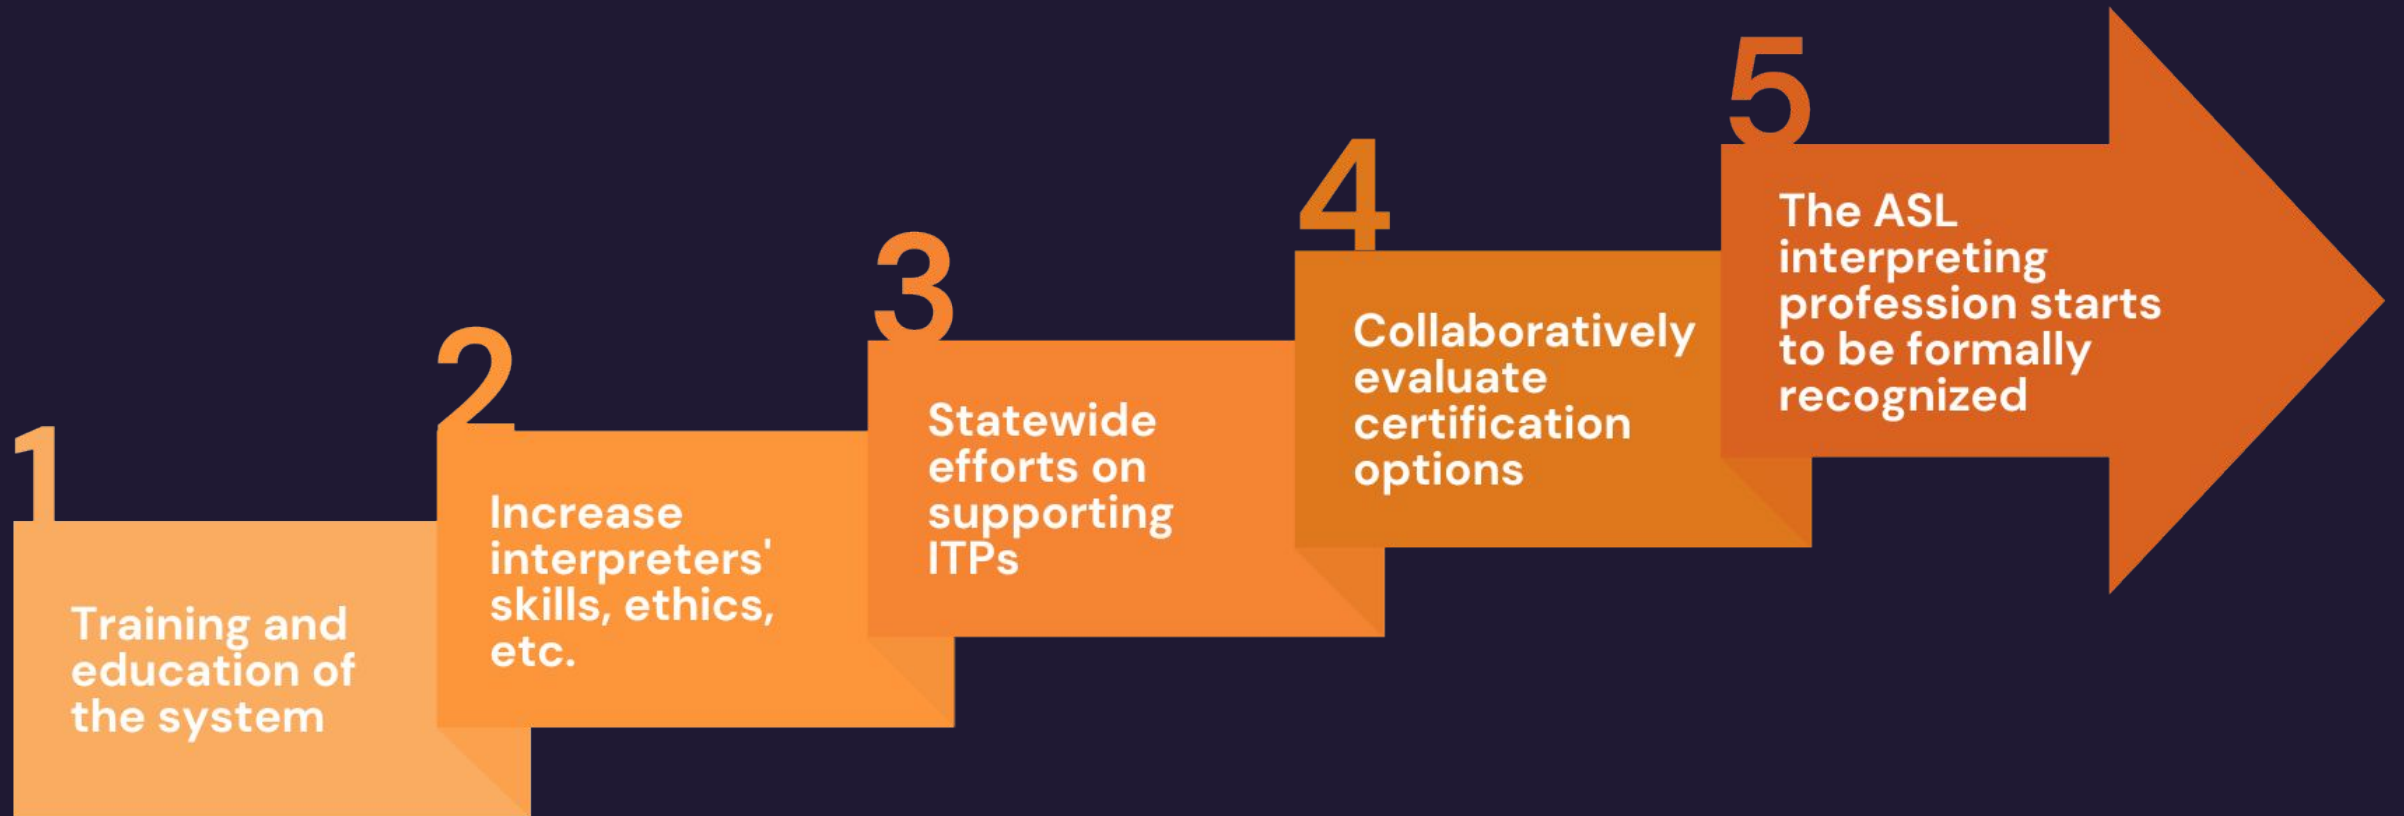 1
Training and
education of
the system
2
Increase
interpreters'
skills, ethics,
etc.
3
Statewide
efforts on
supporting
ITPs
4
Collaboratively
evaluate
certification
options
5
The ASL
interpreting
profession starts
to be formally
recognized